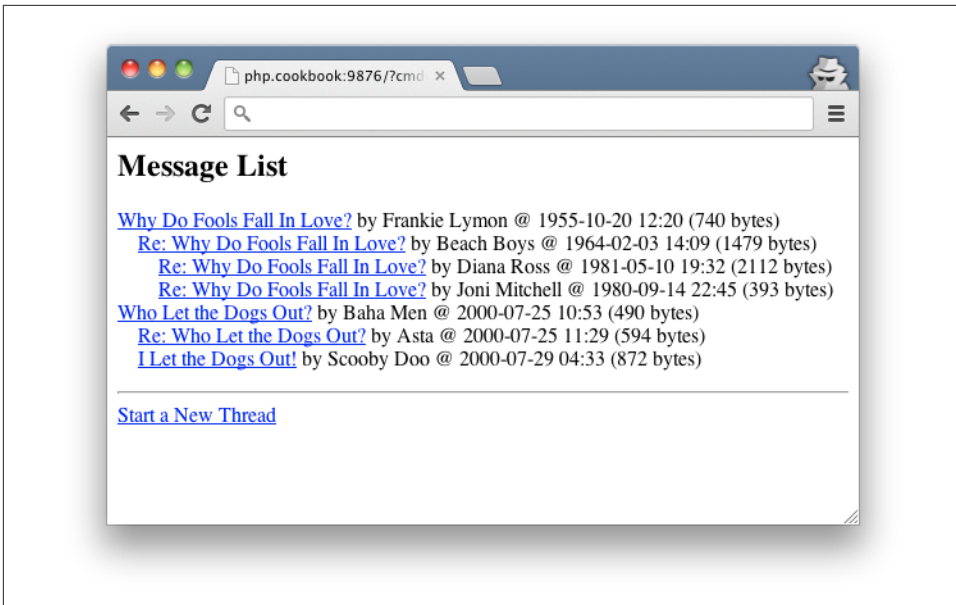 php.cookbook:9876/?cmd
Message List
Why Do Fools Fall In Love? by Frankie Lymon @ 1955-10-20 12:20 (740 bytes)
Re: Why Do Fools Fall In Love? by Beach Boys @ 1964-02-03 14:09 (1479 bytes)
Re: Why Do Fools Fall In Love? by Diana Ross @ 1981-05-10 19:32 (2112 bytes)
Re: Why Do Fools Fall In Love? by Joni Mitchell @ 1980-09-14 22:45 (393 bytes)
Who Let the Dogs Out? by Baha Men @ 2000-07-25 10:53 (490 bytes)
Re: Who Let the Dogs Out? by Asta @ 2000-07-25 11:29 (594 bytes)
I Let the Dogs Out! by Scooby Doo @ 2000-07-29 04:33 (872 bytes)
Start a New Thread